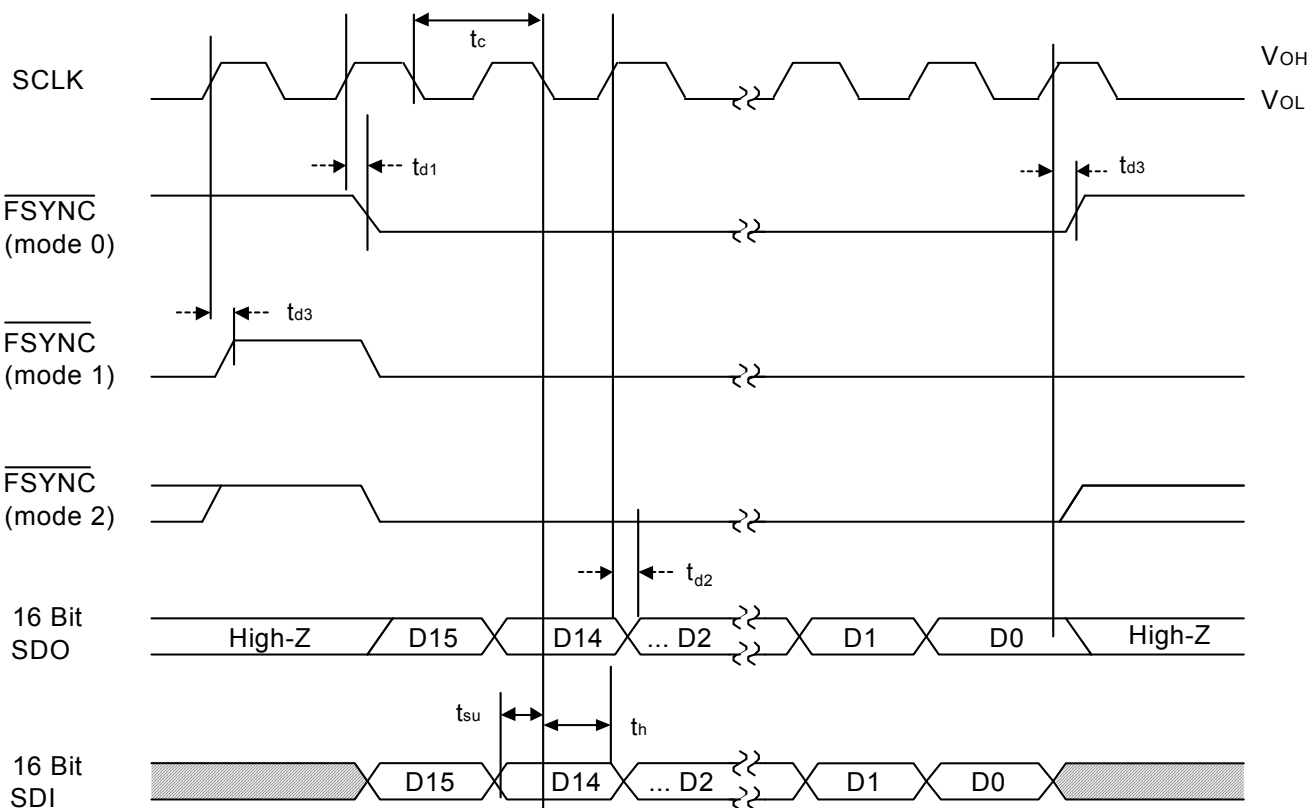 tc
SCLK
VOH
VOL
td1
td3
FSYNC
(mode 0)
td3
FSYNC
(mode 1)
FSYNC
(mode 2)
td2
16 Bit
SDO
High-Z D15 D14 ... D2 D1 D0 High-Z
tsu
th
16 Bit
SDI
D15 D14 ... D2 D1 D0